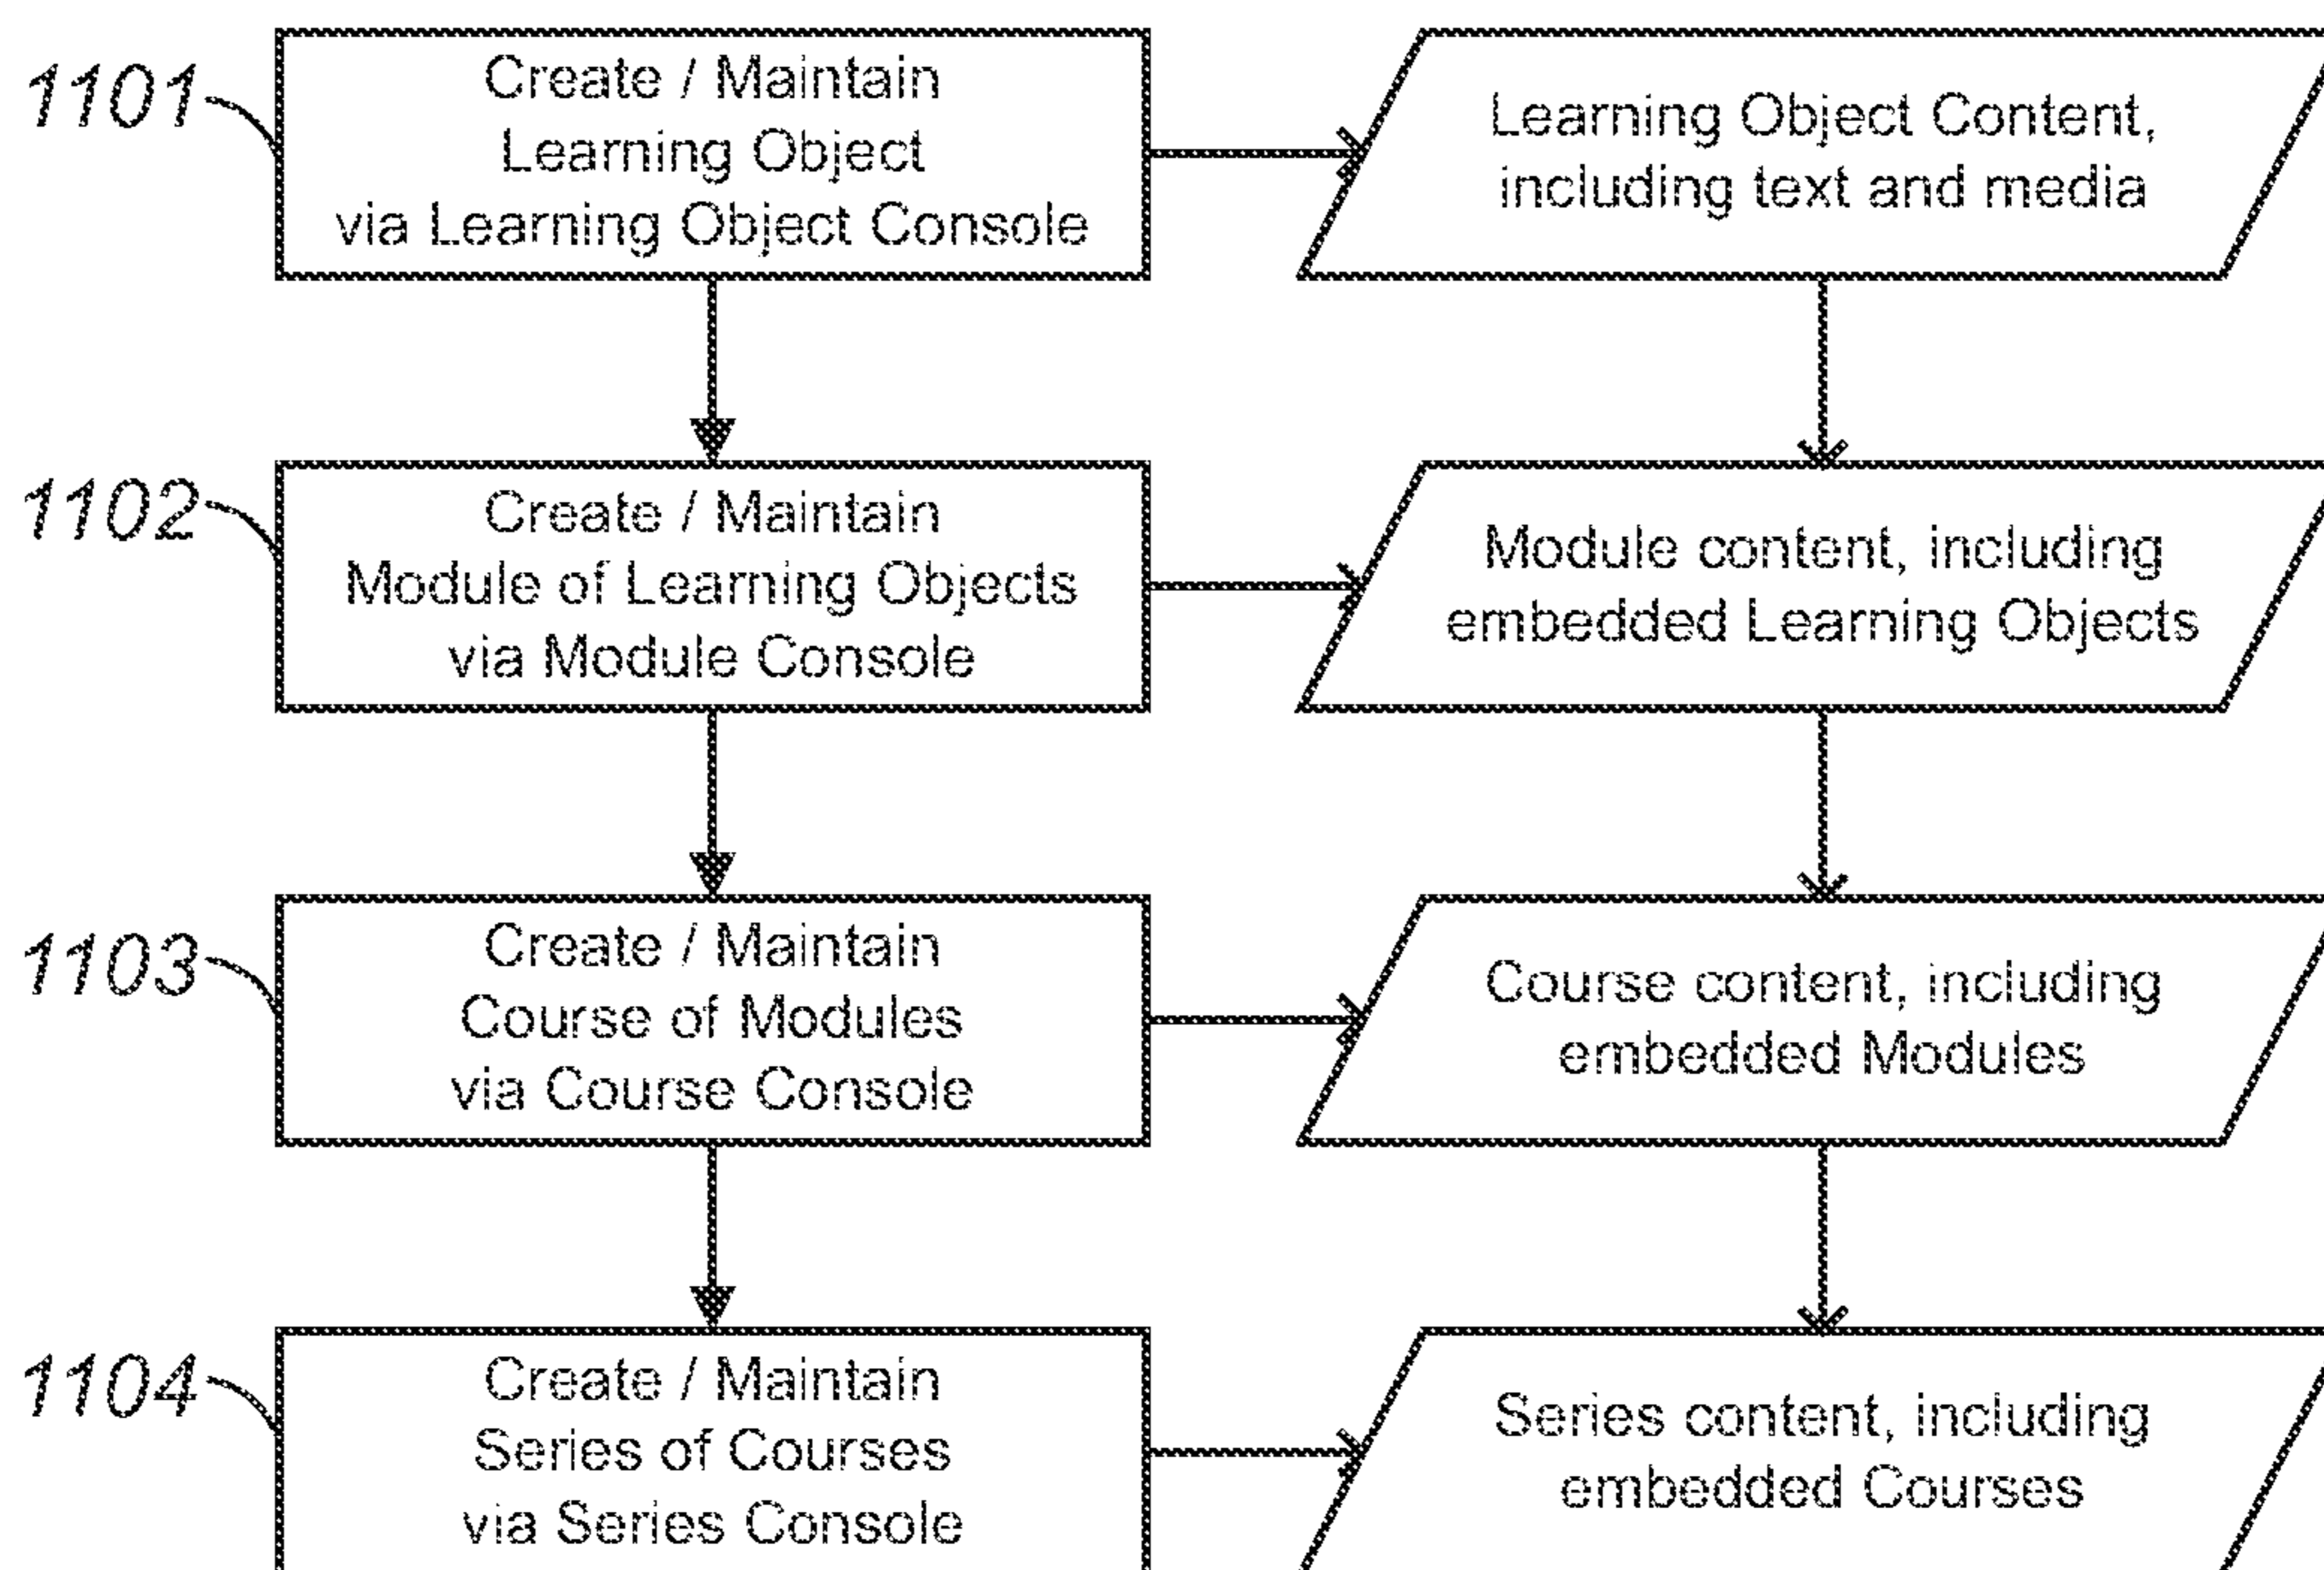 1101
Create / Maintain
Learning Object
via Learning Object Console
Learning Object Content,
including text and media
1102
Create / Maintain
Module of Learning Objects
via Module Console
Module content, including
embedded Learning Objects
1103
Create / Maintain
Course of Modules
via Course Console
Course content, including
embedded Modules
1104
Create / Maintain
Series of Courses
via Series Console
Series content, including
embedded Courses